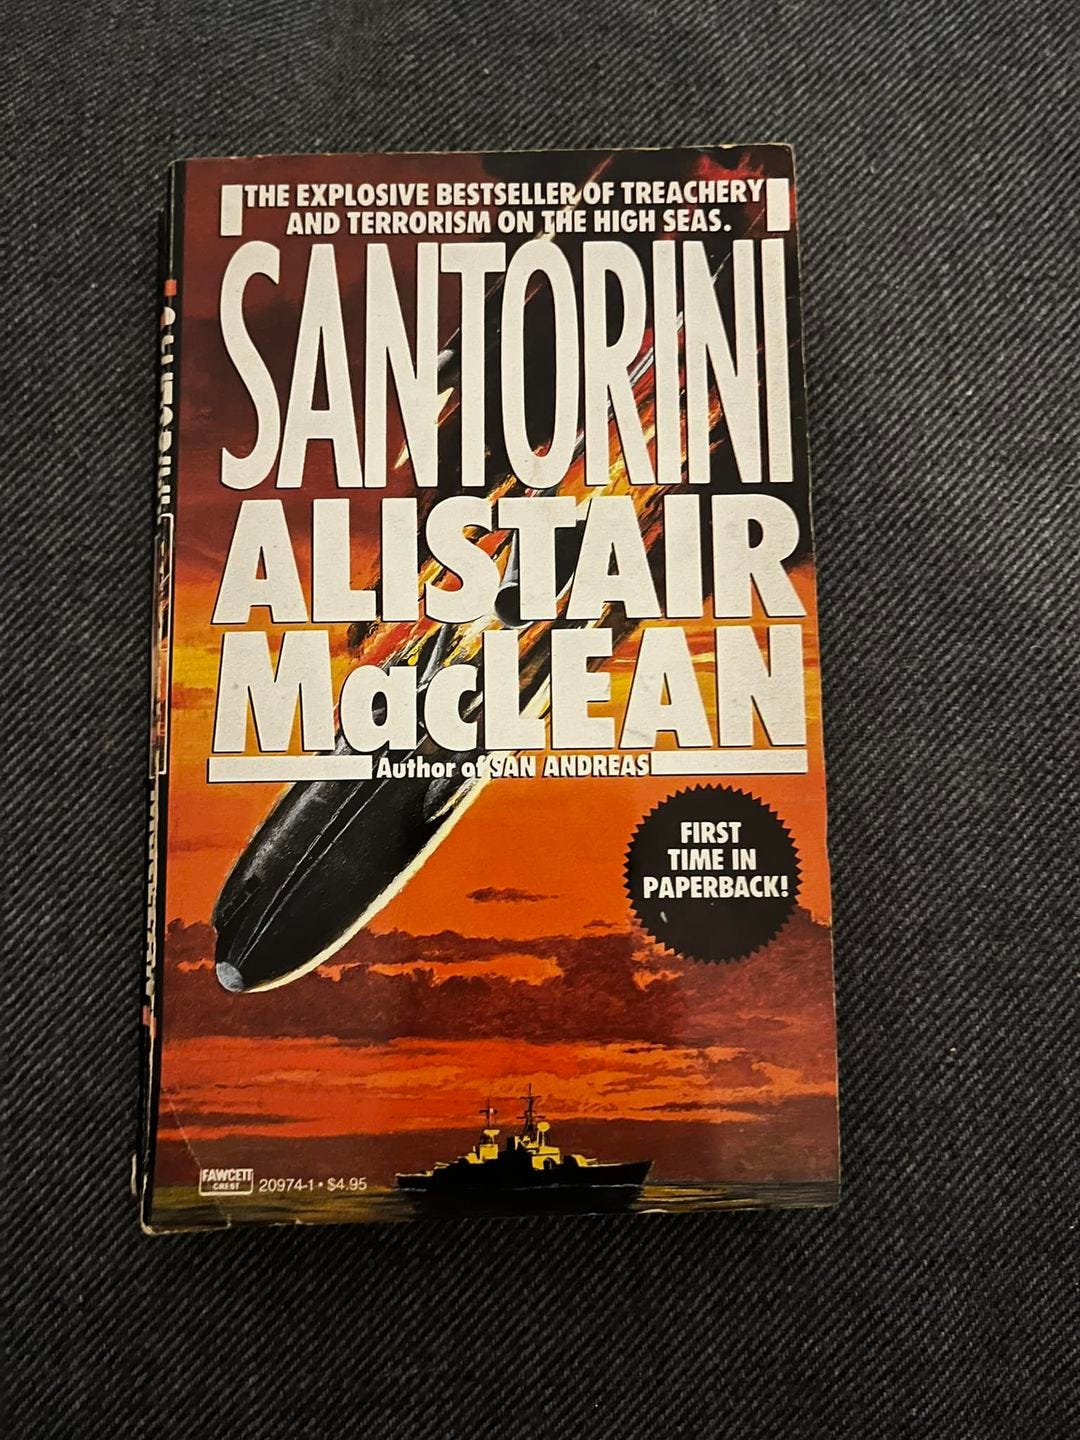 THE EXPLOSIVE BESTSELLER OF TREACHERY
AND TERRORISM ON THE HIGH SEAS.
SANTORINI
ALISTAIR
MacLEAN
Author of SAN ANDREAS
FIRST
TIME IN
PAPERBACK!
FAWCETT
CREST
20974-1 • $4.95